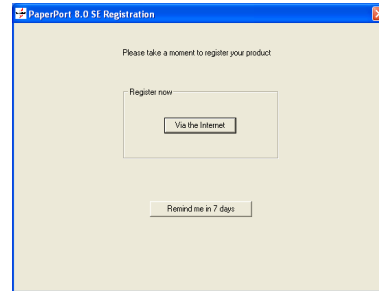 PaperPort 8.0 SE Registration
Please take a moment to register your product
Register now
Via the Internet
Remind me in 7 days